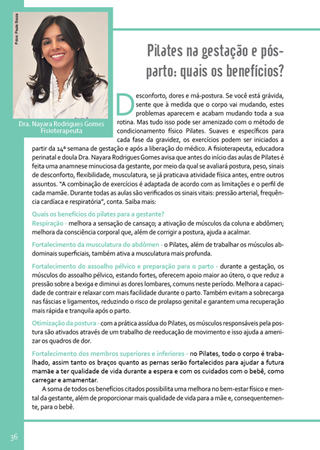 Fotos: Paula Souza
Pilates na gestação e pós-
parto: quais os benefícios?
Dra. Nayara Rodrigues Gomes
Fisioterapeuta
Desconforto, dores e má-postura. Se você está grávida,
sente que à medida que o corpo vai mudando, estes
problemas aparecem e acabam mudando toda a sua
rotina. Mas tudo isso pode ser amenizado com o método de
condicionamento físico Pilates. Suaves e específicos para
cada fase da gravidez, os exercícios podem ser iniciados a
partir da 14ª semana de gestação e após a liberação do médico. A fisioterapeuta, educadora
perinatal e doula Dra. Nayara Rodrigues Gomes avisa que antes do início das aulas de Pilates é
feita uma anamnese minuciosa da gestante, por meio da qual se avaliará postura, peso, sinais
de desconforto, flexibilidade, musculatura, se já praticava atividade física antes, entre outros
assuntos. "A combinação de exercícios é adaptada de acordo com as limitações e o perfil de
cada mamãe. Durante todas as aulas são verificados os sinais vitais: pressão arterial, frequên-
cia cardíaca e respiratória", conta. Saiba mais:
Quais os benefícios do pilates para a gestante?
Respiração - melhora a sensação de cansaço; a ativação de músculos da coluna e abdômen;
melhora da consciência corporal que, além de corrigir a postura, ajuda a acalmar.
Fortalecimento da musculatura do abdômen - o Pilates, além de trabalhar os músculos ab-
dominais superficiais, também ativa a musculatura mais profunda.
Fortalecimento do assoalho pélvico e preparação para o parto - durante a gestação, os
músculos do assoalho pélvico, estando fortes, oferecem apoio maior ao útero, o que reduz a
pressão sobre a bexiga e diminui as dores lombares, comuns neste período. Melhora a capaci-
dade de contrair e relaxar com mais facilidade durante o parto. Também evitam a sobrecarga
nas fáscias e ligamentos, reduzindo o risco de prolapso genital e garantem uma recuperação
mais rápida e tranquila após o parto.
Otimização da postura - com a prática assídua do Pilates, os músculos responsáveis pela pos-
tura são ativados através de um trabalho de reeducação de movimento e isso ajuda a ameni-
zar os quadros de dor.
Fortalecimento dos membros superiores e inferiores - no Pilates, todo o corpo é traba-
lhado, assim tanto os braços quanto as pernas serão fortalecidos para ajudar a futura
mamãe a ter qualidade de vida durante a espera e com os cuidados com o bebê, como
carregar e amamentar.
A soma de todos os benefícios citados possibilita uma melhora no bem-estar físico e men-
tal da gestante, além de proporcionar mais qualidade de vida para a mãe e, consequentemen-
te, para o bebê.
36